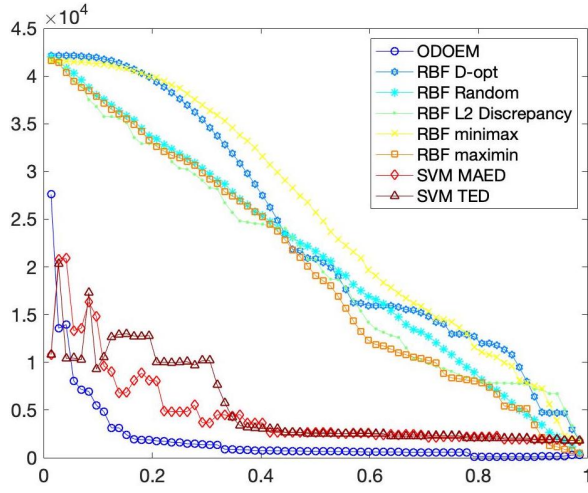 ×10⁴
4.5
4
3.5
3
2.5
2
1.5
1
0.5
0
0 0.2 0.4 0.6 0.8 1
ODOEM
RBF D-opt
RBF Random
RBF L2 Discrepancy
RBF minimax
RBF maximin
SVM MAED
SVM TED